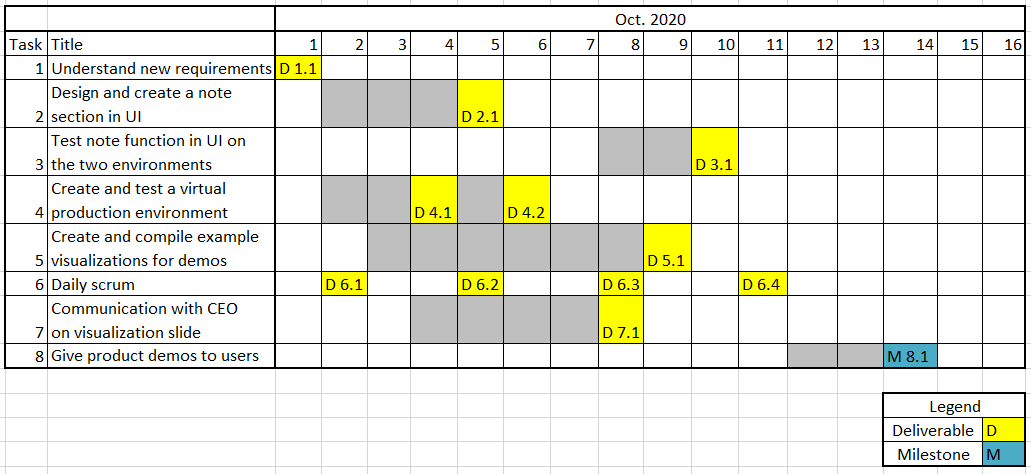 Oct. 2020
Task Title 1 2 3 4 5 6 7 8 9 10 11 12 13 14 15 16
1 Understand new requirements D 1.1
Design and create a note
2 section in UI D 2.1
Test note function in UI on
3 the two environments D 3.1
Create and test a virtual
4 production environment D 4.1 D 4.2
Create and compile example
5 visualizations for demos D 5.1
6 Daily scrum D 6.1 D 6.2 D 6.3 D 6.4
Communication with CEO
7 on visualization slide D 7.1
8 Give product demos to users M 8.1
Legend
Deliverable D
Milestone M